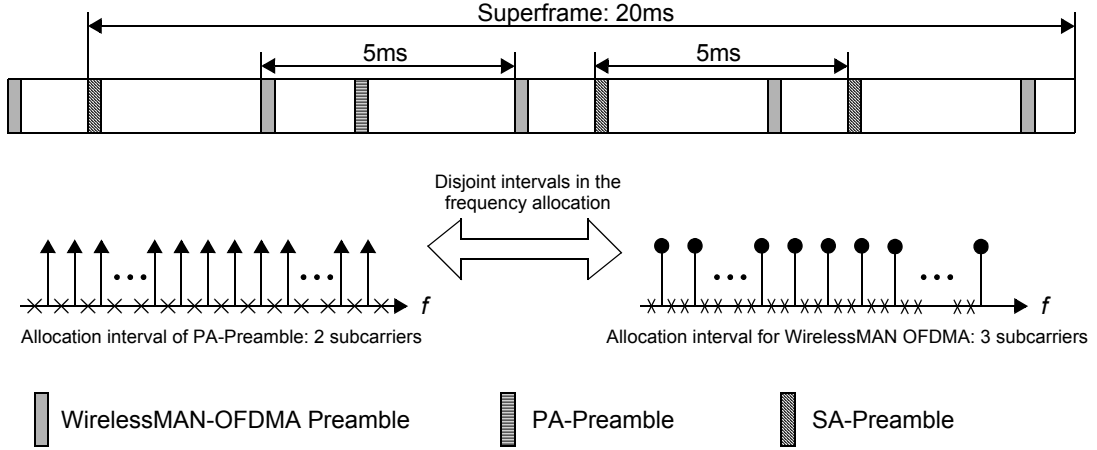 Superframe: 20ms
5ms
5ms
Disjoint intervals in the
frequency allocation
f
f
Allocation interval of PA-Preamble: 2 subcarriers
Allocation interval for WirelessMAN OFDMA: 3 subcarriers
WirelessMAN-OFDMA Preamble
PA-Preamble
SA-Preamble